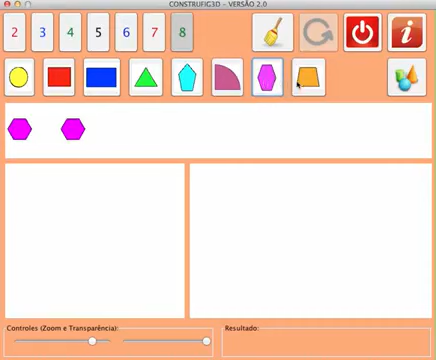 CONSTRUFIG3D - VERSÃO 2.0
2 3 4 5 6 7 8 i
Controles (Zoom e Transparência):
Resultado: